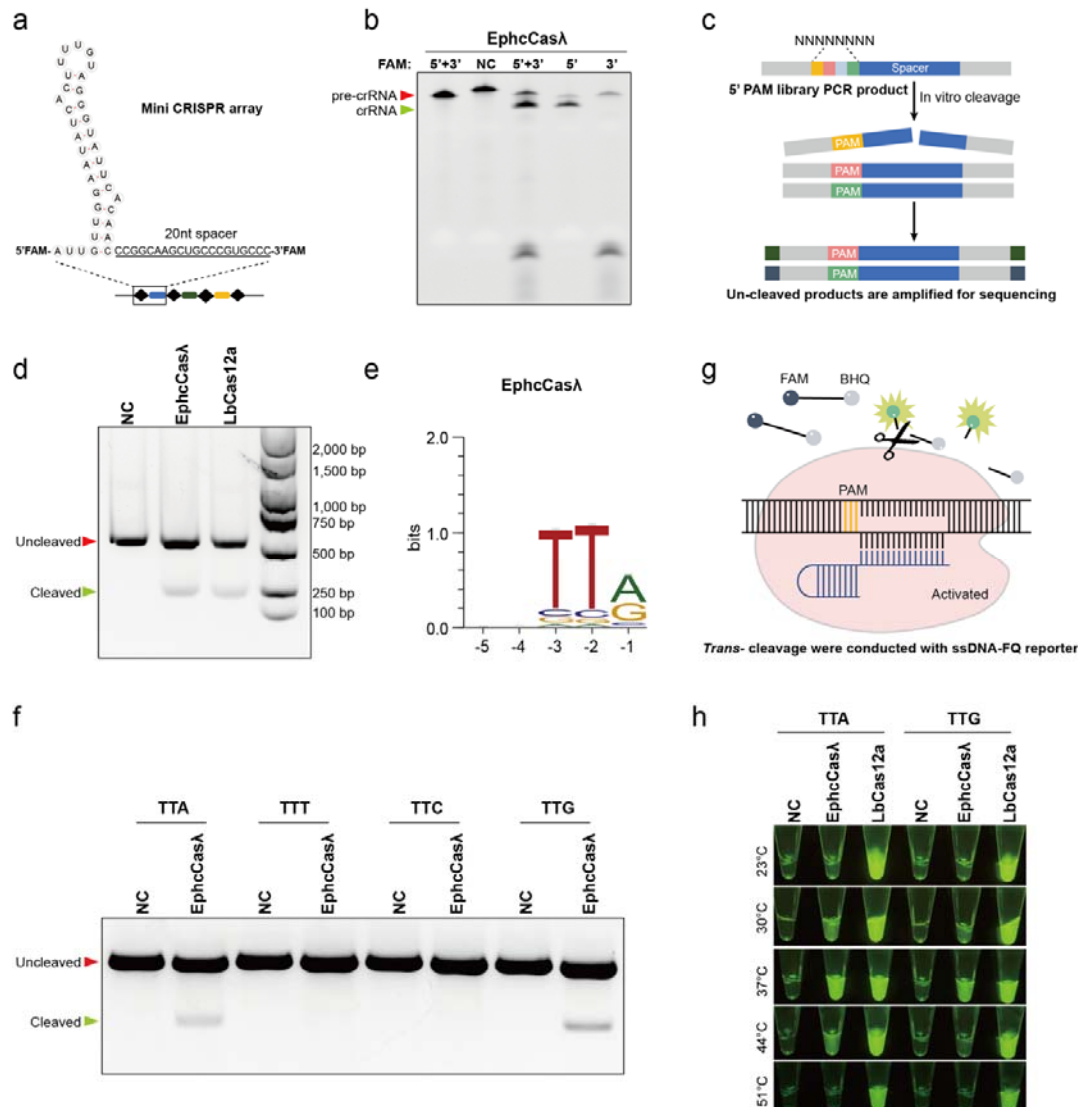 a
Mini CRISPR array
20nt spacer
5'FAM-AUUG
CCGGCAAGCUGCCCGUGCCC-3'FAM
b
EphcCasλ
FAM: 5'+3' NC 5'+3' 5' 3'
pre-crRNA
crRNA
c
NNNNNNNN
Spacer
5' PAM library PCR product
In vitro cleavage
PAM
PAM
PAM
PAM
PAM
Un-cleaved products are amplified for sequencing
d
NC
EphcCasλ
LbCas12a
2,000 bp
1,500 bp
1,000 bp
750 bp
500 bp
250 bp
100 bp
Uncleaved
Cleaved
e
EphcCasλ
2.0
1.0
0.0
bits
T T A
C C G
-5 -4 -3 -2 -1
g
FAM BHQ
PAM
Activated
Trans- cleavage were conducted with ssDNA-FQ reporter
f
TTA TTT TTC TTG
NC EphcCasλ NC EphcCasλ NC EphcCasλ NC EphcCasλ
Uncleaved
Cleaved
h
TTA TTG
NC EphcCasλ LbCas12a NC EphcCasλ LbCas12a
23°C
30°C
37°C
44°C
51°C